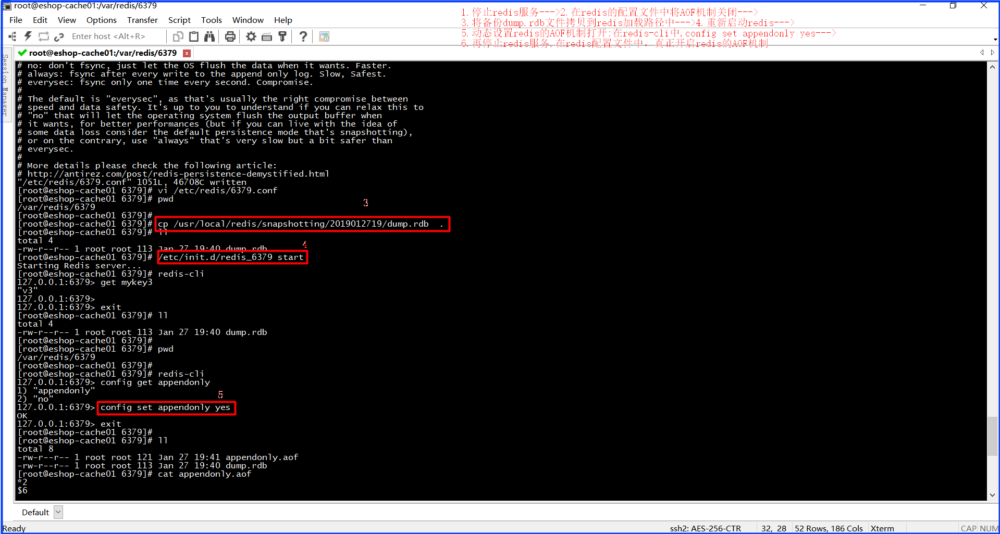 root@eshop-cache01:/var/redis/6379
1.停止redis服务--->2.在redis的配置文件中将AOF机制关闭--->
3.将备份dump.rdb文件拷贝到redis加载路径中--->4.重新启动redis--->
5.动态设置redis的AOF机制打开:在redis-cli中,config set appendonly yes--->
6.再停止redis服务,在redis配置文件中，真正开启redis的AOF机制
File Edit View Options Transfer Script Tools Window Help
Enter host <Alt+R>
root@eshop-cache01:/var/redis/6379
Session Manager
# no: don't fsync, just let the OS flush the data when it wants. Faster.
# always: fsync after every write to the append only log. Slow, Safest.
# everysec: fsync only one time every second. Compromise.
#
# The default is "everysec", as that's usually the right compromise between
# speed and data safety. It's up to you to understand if you can relax this to
# "no" that will let the operating system flush the output buffer when
# it wants, for better performances (but if you can live with the idea of
# some data loss consider the default persistence mode that's snapshotting),
# or on the contrary, use "always" that's very slow but a bit safer than
# everysec.
#
# More details please check the following article:
# http://antirez.com/post/redis-persistence-demystified.html
"/etc/redis/6379.conf" 1051L, 46708C written
[root@eshop-cache01 6379]# vi /etc/redis/6379.conf
[root@eshop-cache01 6379]# pwd
3
/var/redis/6379
[root@eshop-cache01 6379]#
[root@eshop-cache01 6379]# cp /usr/local/redis/snapshotting/2019012719/dump.rdb .
[root@eshop-cache01 6379]# ll
total 4
4
-rw-r--r-- 1 root root 113 Jan 27 19:40 dump.rdb
[root@eshop-cache01 6379]# /etc/init.d/redis_6379 start
Starting Redis server...
[root@eshop-cache01 6379]# redis-cli
127.0.0.1:6379> get mykey3
"v3"
127.0.0.1:6379>
127.0.0.1:6379> exit
[root@eshop-cache01 6379]# ll
total 4
-rw-r--r-- 1 root root 113 Jan 27 19:40 dump.rdb
[root@eshop-cache01 6379]#
[root@eshop-cache01 6379]# pwd
/var/redis/6379
[root@eshop-cache01 6379]#
[root@eshop-cache01 6379]# redis-cli
127.0.0.1:6379> config get appendonly
1) "appendonly"
5
2) "no"
127.0.0.1:6379> config set appendonly yes
OK
127.0.0.1:6379> exit
[root@eshop-cache01 6379]#
[root@eshop-cache01 6379]# ll
total 8
-rw-r--r-- 1 root root 121 Jan 27 19:41 appendonly.aof
-rw-r--r-- 1 root root 113 Jan 27 19:40 dump.rdb
[root@eshop-cache01 6379]# cat appendonly.aof
*2
$6
Default
Ready
ssh2: AES-256-CTR 32, 28 52 Rows, 186 Cols Xterm CAP NUM